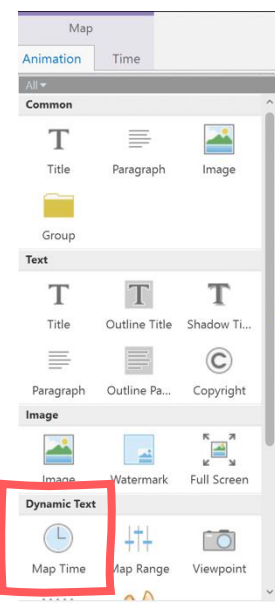 Map
Animation Time
All
Common
Title Paragraph Image
Group
Text
T T T
Title Outline Title Shadow Ti...
Paragraph Outline Pa... Copyright
Image
Image Watermark Full Screen
Dynamic Text
Map Time Map Range Viewpoint